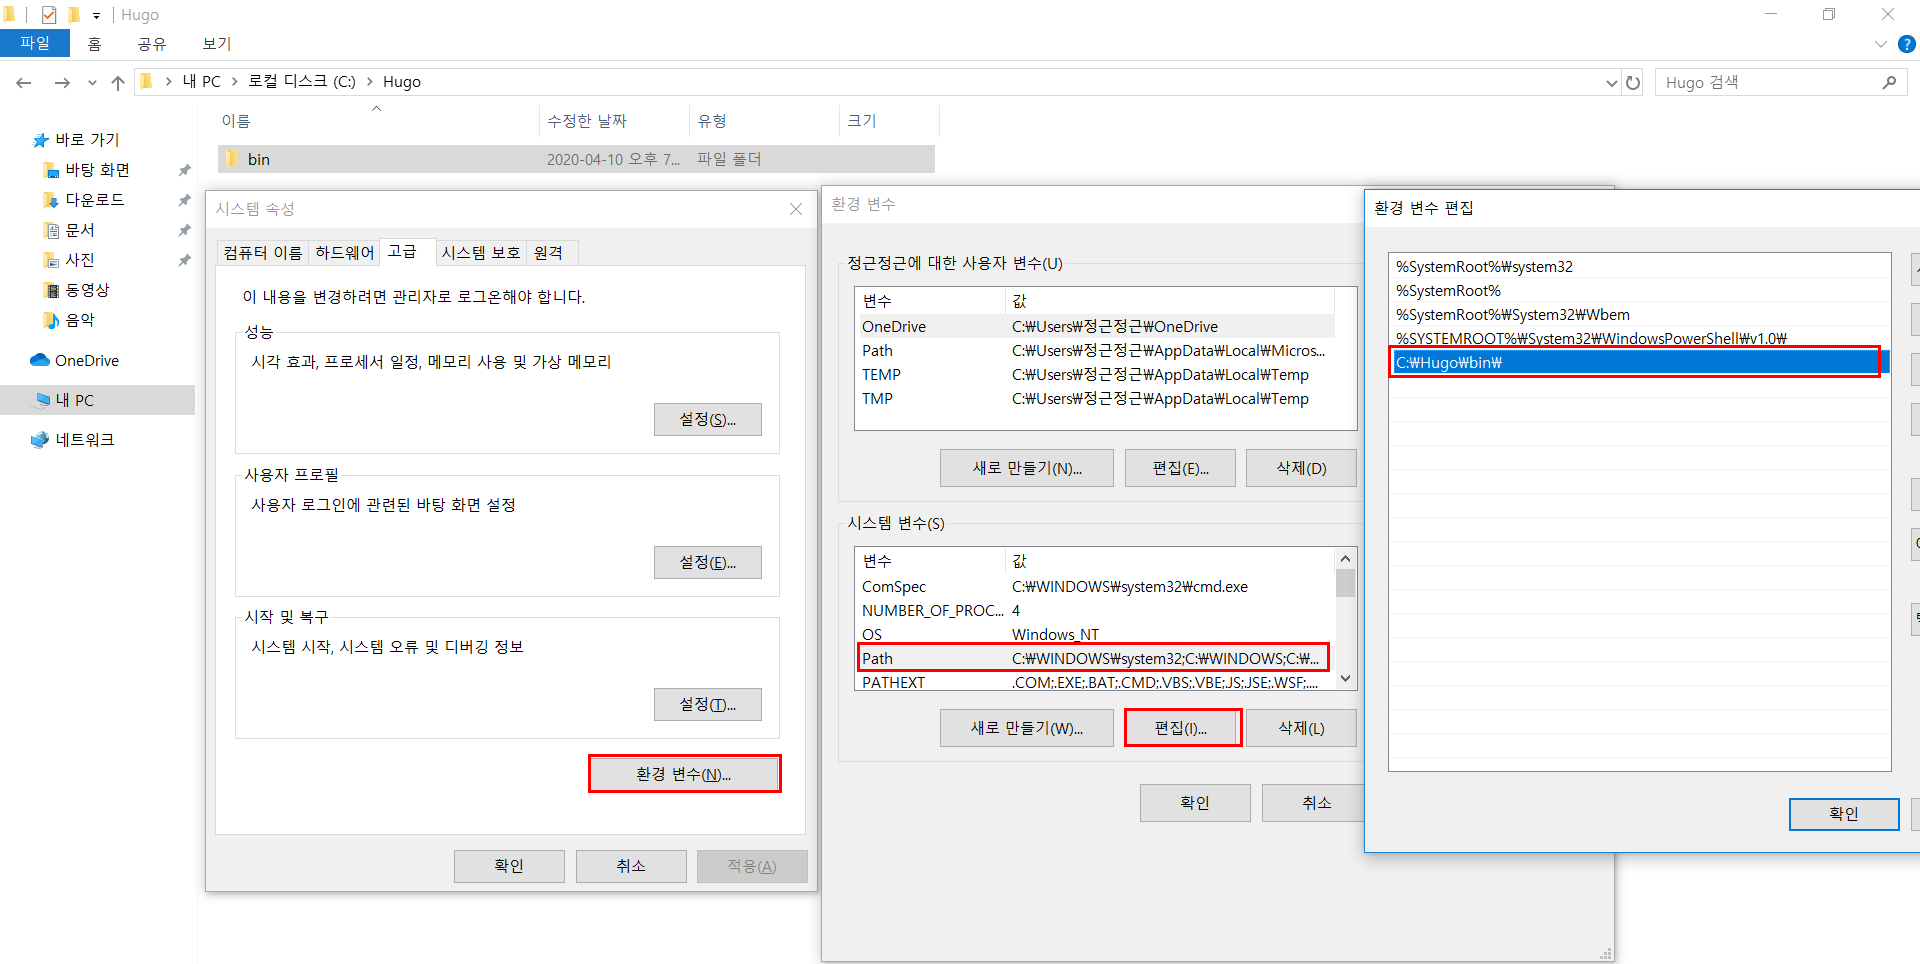 Hugo
파일 홈 공유 보기
내 PC 로컬 디스크 (C:) Hugo
Hugo 검색
이름 수정한 날짜 유형 크기
bin 2020-04-10 오후 7... 파일 폴더
바로 가기
바탕 화면
다운로드
문서
사진
동영상
음악
OneDrive
내 PC
네트워크
시스템 속성
컴퓨터 이름 하드웨어 고급 시스템 보호 원격
이 내용을 변경하려면 관리자로 로그온해야 합니다.
성능
시각 효과, 프로세서 일정, 메모리 사용 및 가상 메모리
설정(S)...
사용자 프로필
사용자 로그인에 관련된 바탕 화면 설정
설정(E)...
시작 및 복구
시스템 시작, 시스템 오류 및 디버깅 정보
설정(T)...
환경 변수(N)...
확인 취소 적용(A)
환경 변수
정근정근에 대한 사용자 변수(U)
변수 값
OneDrive C:₩Users₩정근정근₩OneDrive
Path C:₩Users₩정근정근₩AppData₩Local₩Micros...
TEMP C:₩Users₩정근정근₩AppData₩Local₩Temp
TMP C:₩Users₩정근정근₩AppData₩Local₩Temp
새로 만들기(N)... 편집(E)... 삭제(D)
시스템 변수(S)
변수 값
ComSpec C:₩WINDOWS₩system32₩cmd.exe
NUMBER_OF_PROC... 4
OS Windows_NT
Path C:₩WINDOWS₩system32;C:₩WINDOWS;C:₩...
PATHEXT .COM;.EXE;.BAT;.CMD;.VBS;.VBE;.JS;.JSE;.WSF;....
새로 만들기(W)... 편집(I)... 삭제(L)
확인 취소
환경 변수 편집
%SystemRoot%₩system32
%SystemRoot%
%SystemRoot%₩System32₩Wbem
%SYSTEMROOT%₩System32₩WindowsPowerShell₩v1.0₩
C:₩Hugo₩bin₩
확인